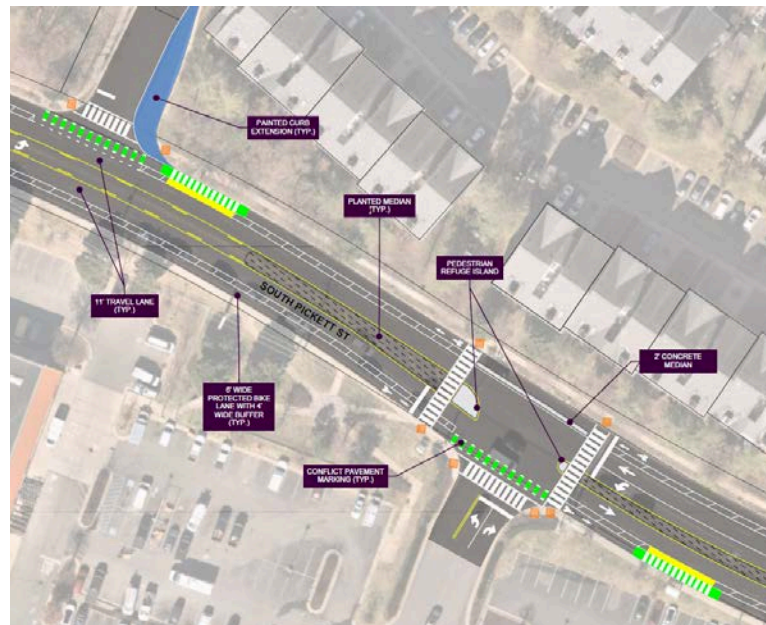 PAINTED CURB
EXTENSION (TYP.)
PLANTED MEDIAN
(TYP.)
PEDESTRIAN
REFUGE ISLAND
SOUTH PICKETT ST
11' TRAVEL LANE
(TYP.)
2' CONCRETE
MEDIAN
6' WIDE
PROTECTED BIKE
LANE WITH 4'
WIDE BUFFER
(TYP.)
CONFLICT PAVEMENT
MARKING (TYP.)